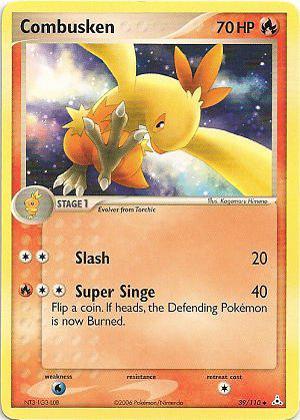 Combusken 70 HP
Illus. Kagemaru Himeno
STAGE 1
Evolves from Torchic
Slash 20
Super Singe 40
Flip a coin. If heads, the Defending Pokémon
is now Burned.
weakness resistance retreat cost
©2006 Pokémon/Nintendo 39/110